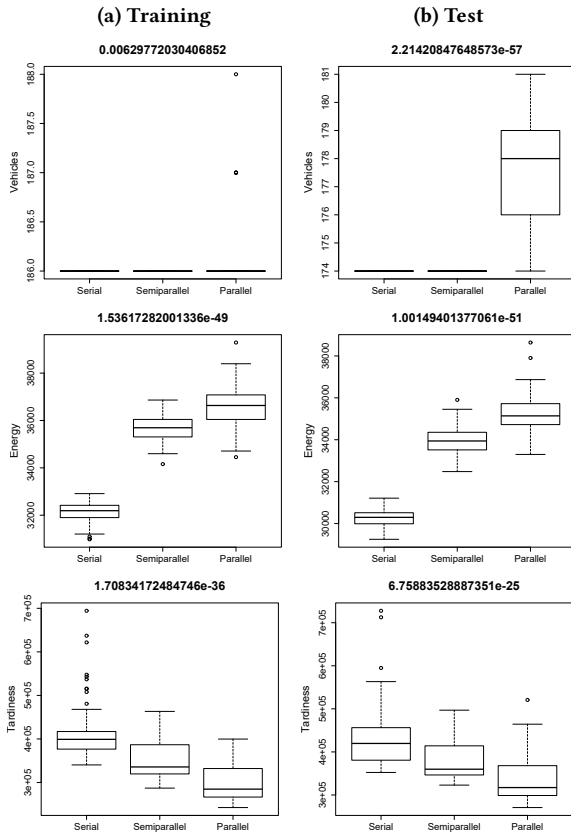 (a) Training
(b) Test
0.00629772030406852
Vehicles
188.0
187.5
187.0
186.5
186.0
Serial
Semiparallel
Parallel
2.21420847648573e-57
Vehicles
181
179
178
177
176
175
174
Serial
Semiparallel
Parallel
1.53617282001336e-49
Energy
38000
36000
34000
32000
Serial
Semiparallel
Parallel
1.00149401377061e-51
Energy
38000
36000
34000
32000
30000
Serial
Semiparallel
Parallel
1.70834172484746e-36
Tardiness
7e+05
6e+05
5e+05
4e+05
3e+05
Serial
Semiparallel
Parallel
6.75883528887351e-25
Tardiness
7e+05
6e+05
5e+05
4e+05
3e+05
Serial
Semiparallel
Parallel